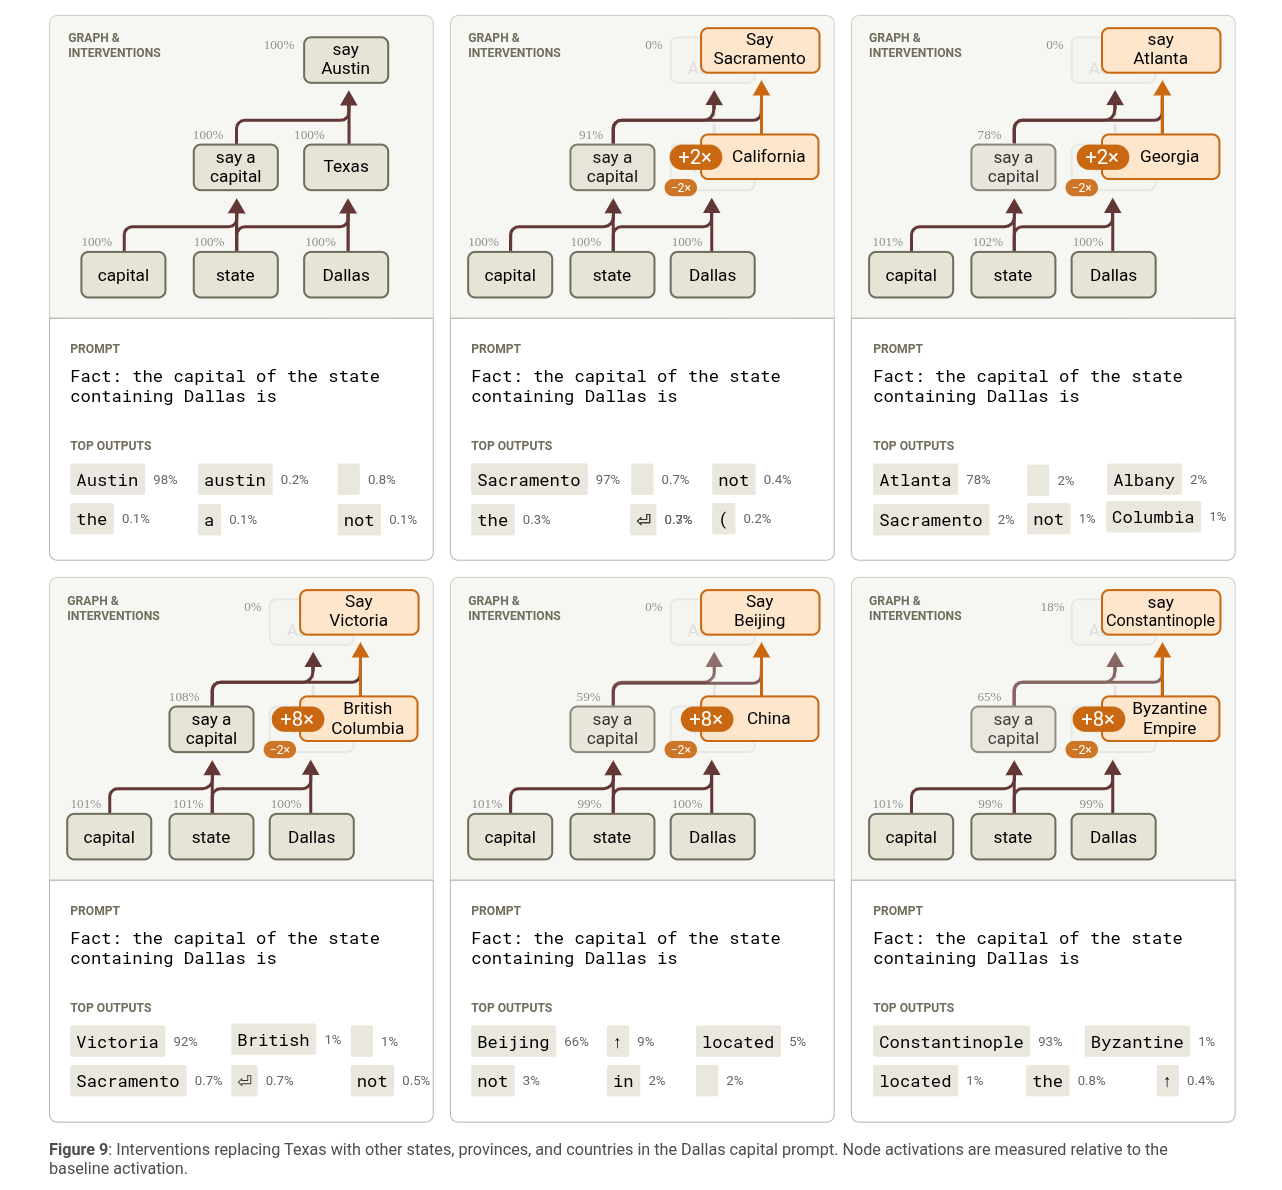 GRAPH &
INTERVENTIONS
100%
say
Austin
100%
100%
say a
capital
Texas
100%
100%
100%
capital
state
Dallas
PROMPT
Fact: the capital of the state
containing Dallas is
TOP OUTPUTS
Austin 98% austin 0.2% 0.8%
the 0.1% a 0.1% not 0.1%
GRAPH &
INTERVENTIONS
0%
Say
Sacramento
91%
say a
capital
+2×
California
−2×
100%
100%
100%
capital
state
Dallas
PROMPT
Fact: the capital of the state
containing Dallas is
TOP OUTPUTS
Sacramento 97% 0.7% not 0.4%
the 0.3% ⏎ ( 0.2%
GRAPH &
INTERVENTIONS
0%
say
Atlanta
78%
say a
capital
+2×
Georgia
−2×
101%
102%
100%
capital
state
Dallas
PROMPT
Fact: the capital of the state
containing Dallas is
TOP OUTPUTS
Atlanta 78% 2% Albany 2%
Sacramento 2% not 1% Columbia 1%
GRAPH &
INTERVENTIONS
0%
Say
Victoria
108%
say a
capital
+8×
British
Columbia
−2×
101%
101%
100%
capital
state
Dallas
PROMPT
Fact: the capital of the state
containing Dallas is
TOP OUTPUTS
Victoria 92% British 1% 1%
Sacramento 0.7% ⏎ 0.7% not 0.5%
GRAPH &
INTERVENTIONS
0%
Say
Beijing
59%
say a
capital
+8×
China
−2×
101%
99%
100%
capital
state
Dallas
PROMPT
Fact: the capital of the state
containing Dallas is
TOP OUTPUTS
Beijing 66% ↑ 9% located 5%
not 3% in 2% 2%
GRAPH &
INTERVENTIONS
18%
say
Constantinople
65%
say a
capital
+8×
Byzantine
Empire
−2×
101%
99%
99%
capital
state
Dallas
PROMPT
Fact: the capital of the state
containing Dallas is
TOP OUTPUTS
Constantinople 93% Byzantine 1%
located 1% the 0.8% ↑ 0.4%
Figure 9: Interventions replacing Texas with other states, provinces, and countries in the Dallas capital prompt. Node activations are measured relative to the
baseline activation.